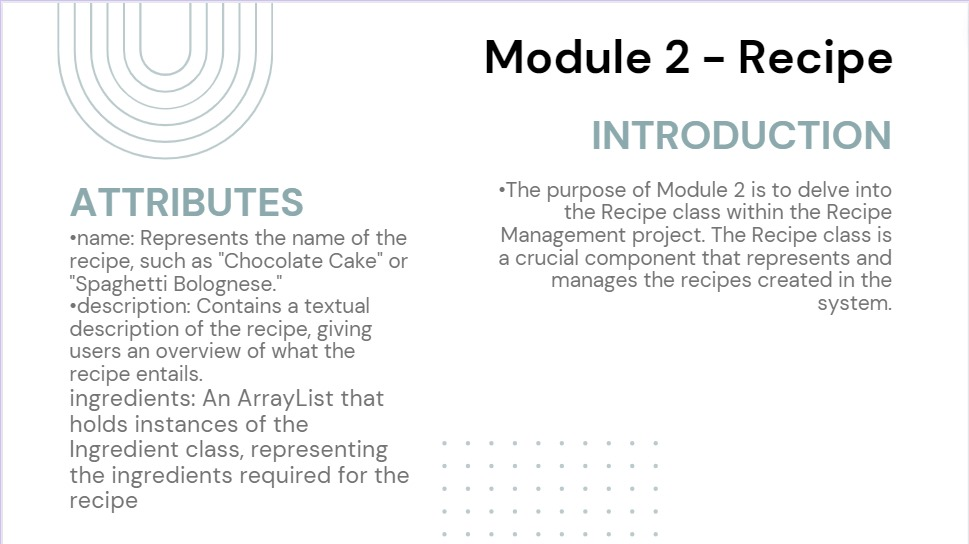 Module 2 - Recipe
INTRODUCTION
•The purpose of Module 2 is to delve into
the Recipe class within the Recipe
Management project. The Recipe class is
a crucial component that represents and
manages the recipes created in the
system.
ATTRIBUTES
•name: Represents the name of the
recipe, such as "Chocolate Cake" or
"Spaghetti Bolognese."
•description: Contains a textual
description of the recipe, giving
users an overview of what the
recipe entails.
ingredients: An ArrayList that
holds instances of the
Ingredient class, representing
the ingredients required for the
recipe